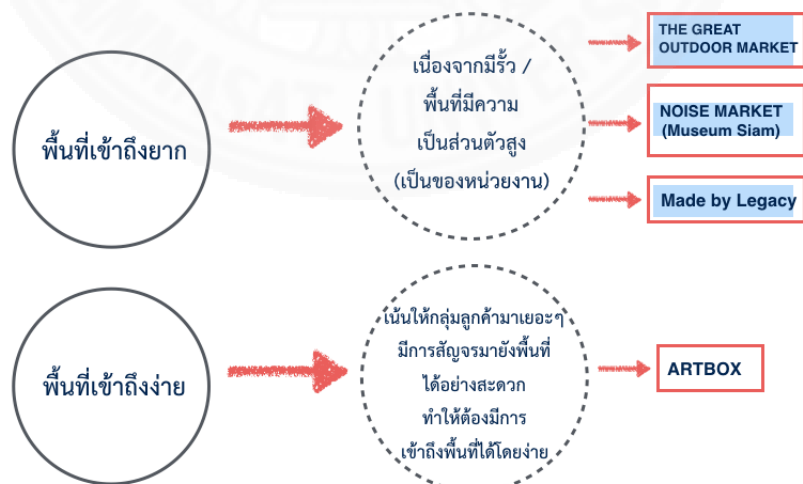 พื้นที่เข้าถึงยาก
เนื่องจากมีรั้ว /
พื้นที่มีความ
เป็นส่วนตัวสูง
(เป็นของหน่วยงาน)
THE GREAT
OUTDOOR MARKET
NOISE MARKET
(Museum Siam)
Made by Legacy
พื้นที่เข้าถึงง่าย
เน้นให้กลุ่มลูกค้ามาเยอะๆ
มีการสัญจรมายังพื้นที่
ได้อย่างสะดวก
ทำให้ต้องมีการ
เข้าถึงพื้นที่ได้โดยง่าย
ARTBOX